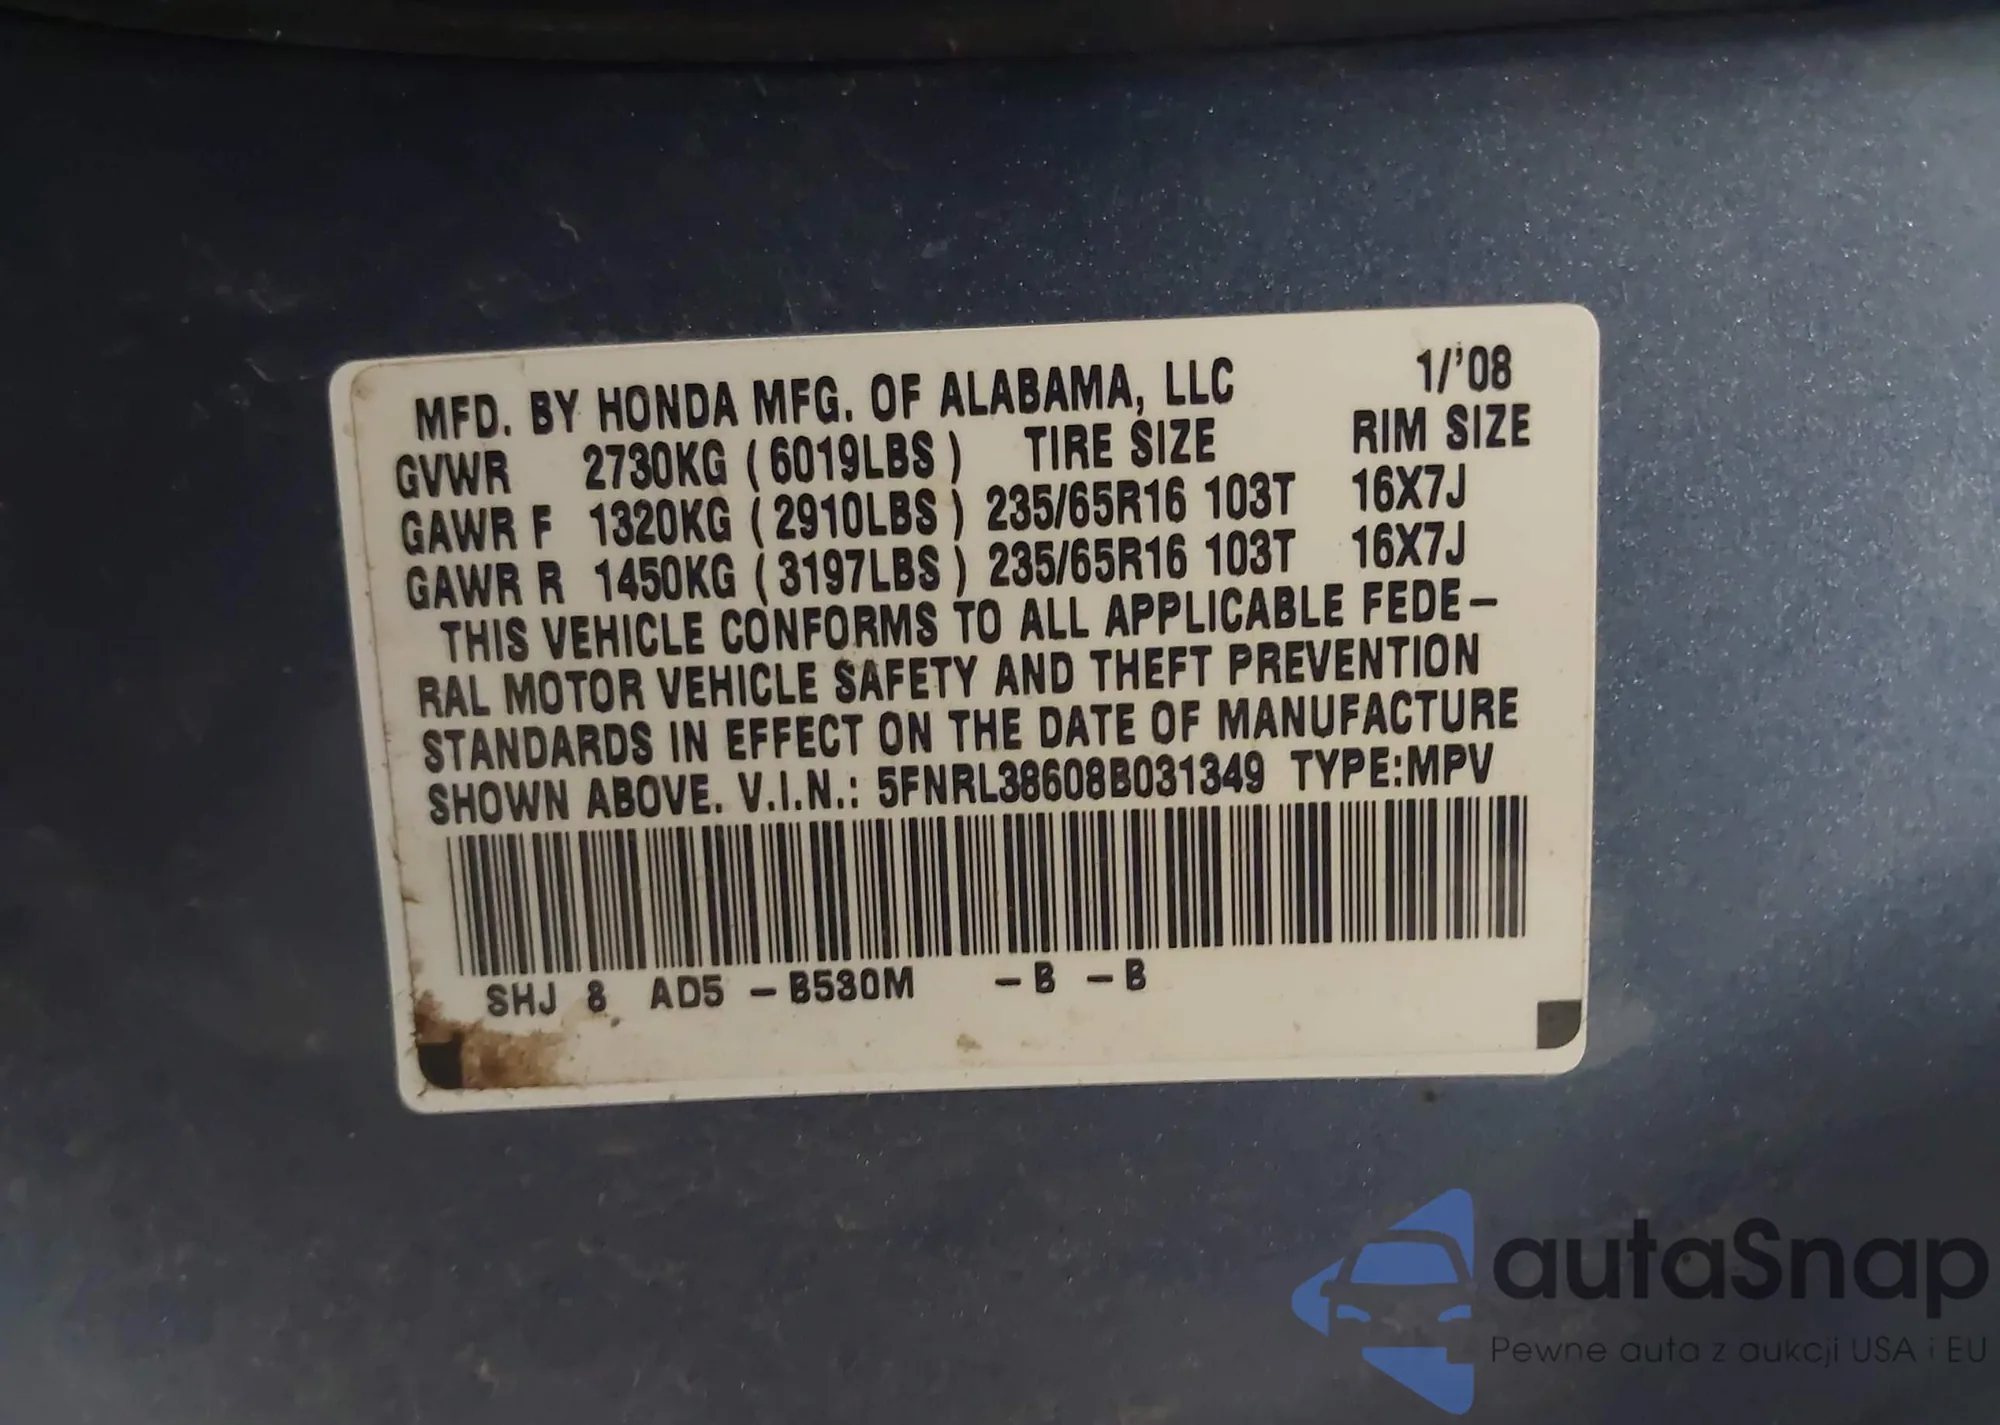 MFD. BY HONDA MFG. OF ALABAMA, LLC 1/'08
GVWR 2730KG ( 6019LBS ) TIRE SIZE RIM SIZE
GAWR F 1320KG ( 2910LBS ) 235/65R16 103T 16X7J
GAWR R 1450KG ( 3197LBS ) 235/65R16 103T 16X7J
THIS VEHICLE CONFORMS TO ALL APPLICABLE FEDE-
RAL MOTOR VEHICLE SAFETY AND THEFT PREVENTION
STANDARDS IN EFFECT ON THE DATE OF MANUFACTURE
SHOWN ABOVE. V.I.N.: 5FNRL38608B031349 TYPE:MPV
SHJ 8 AD5 - B530M - B - B
autaSnap
Pewne auta z aukcji USA i EU